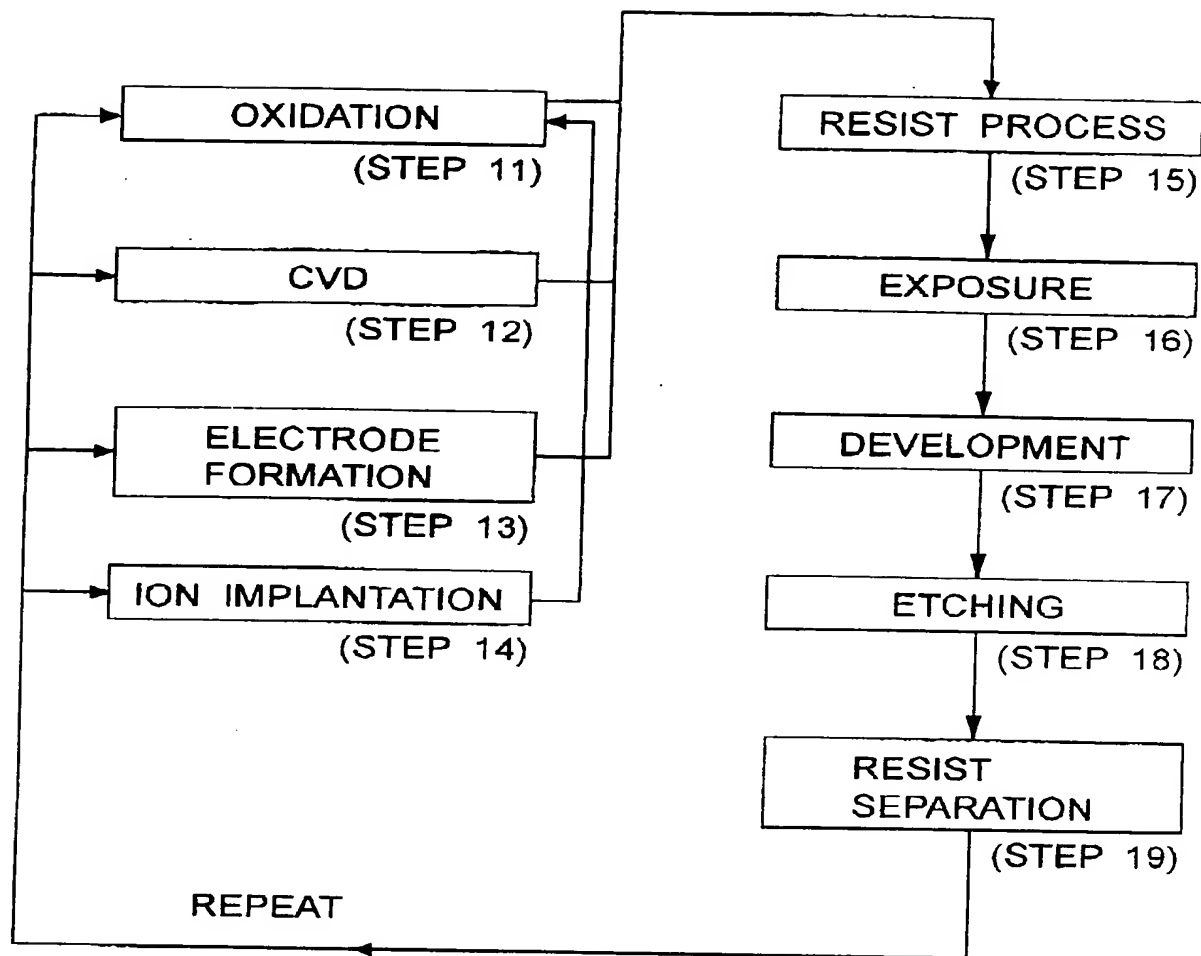 OXIDATION
(STEP 11)
CVD
(STEP 12)
ELECTRODE
FORMATION
(STEP 13)
ION IMPLANTATION
(STEP 14)
RESIST PROCESS
(STEP 15)
EXPOSURE
(STEP 16)
DEVELOPMENT
(STEP 17)
ETCHING
(STEP 18)
RESIST
SEPARATION
(STEP 19)
REPEAT